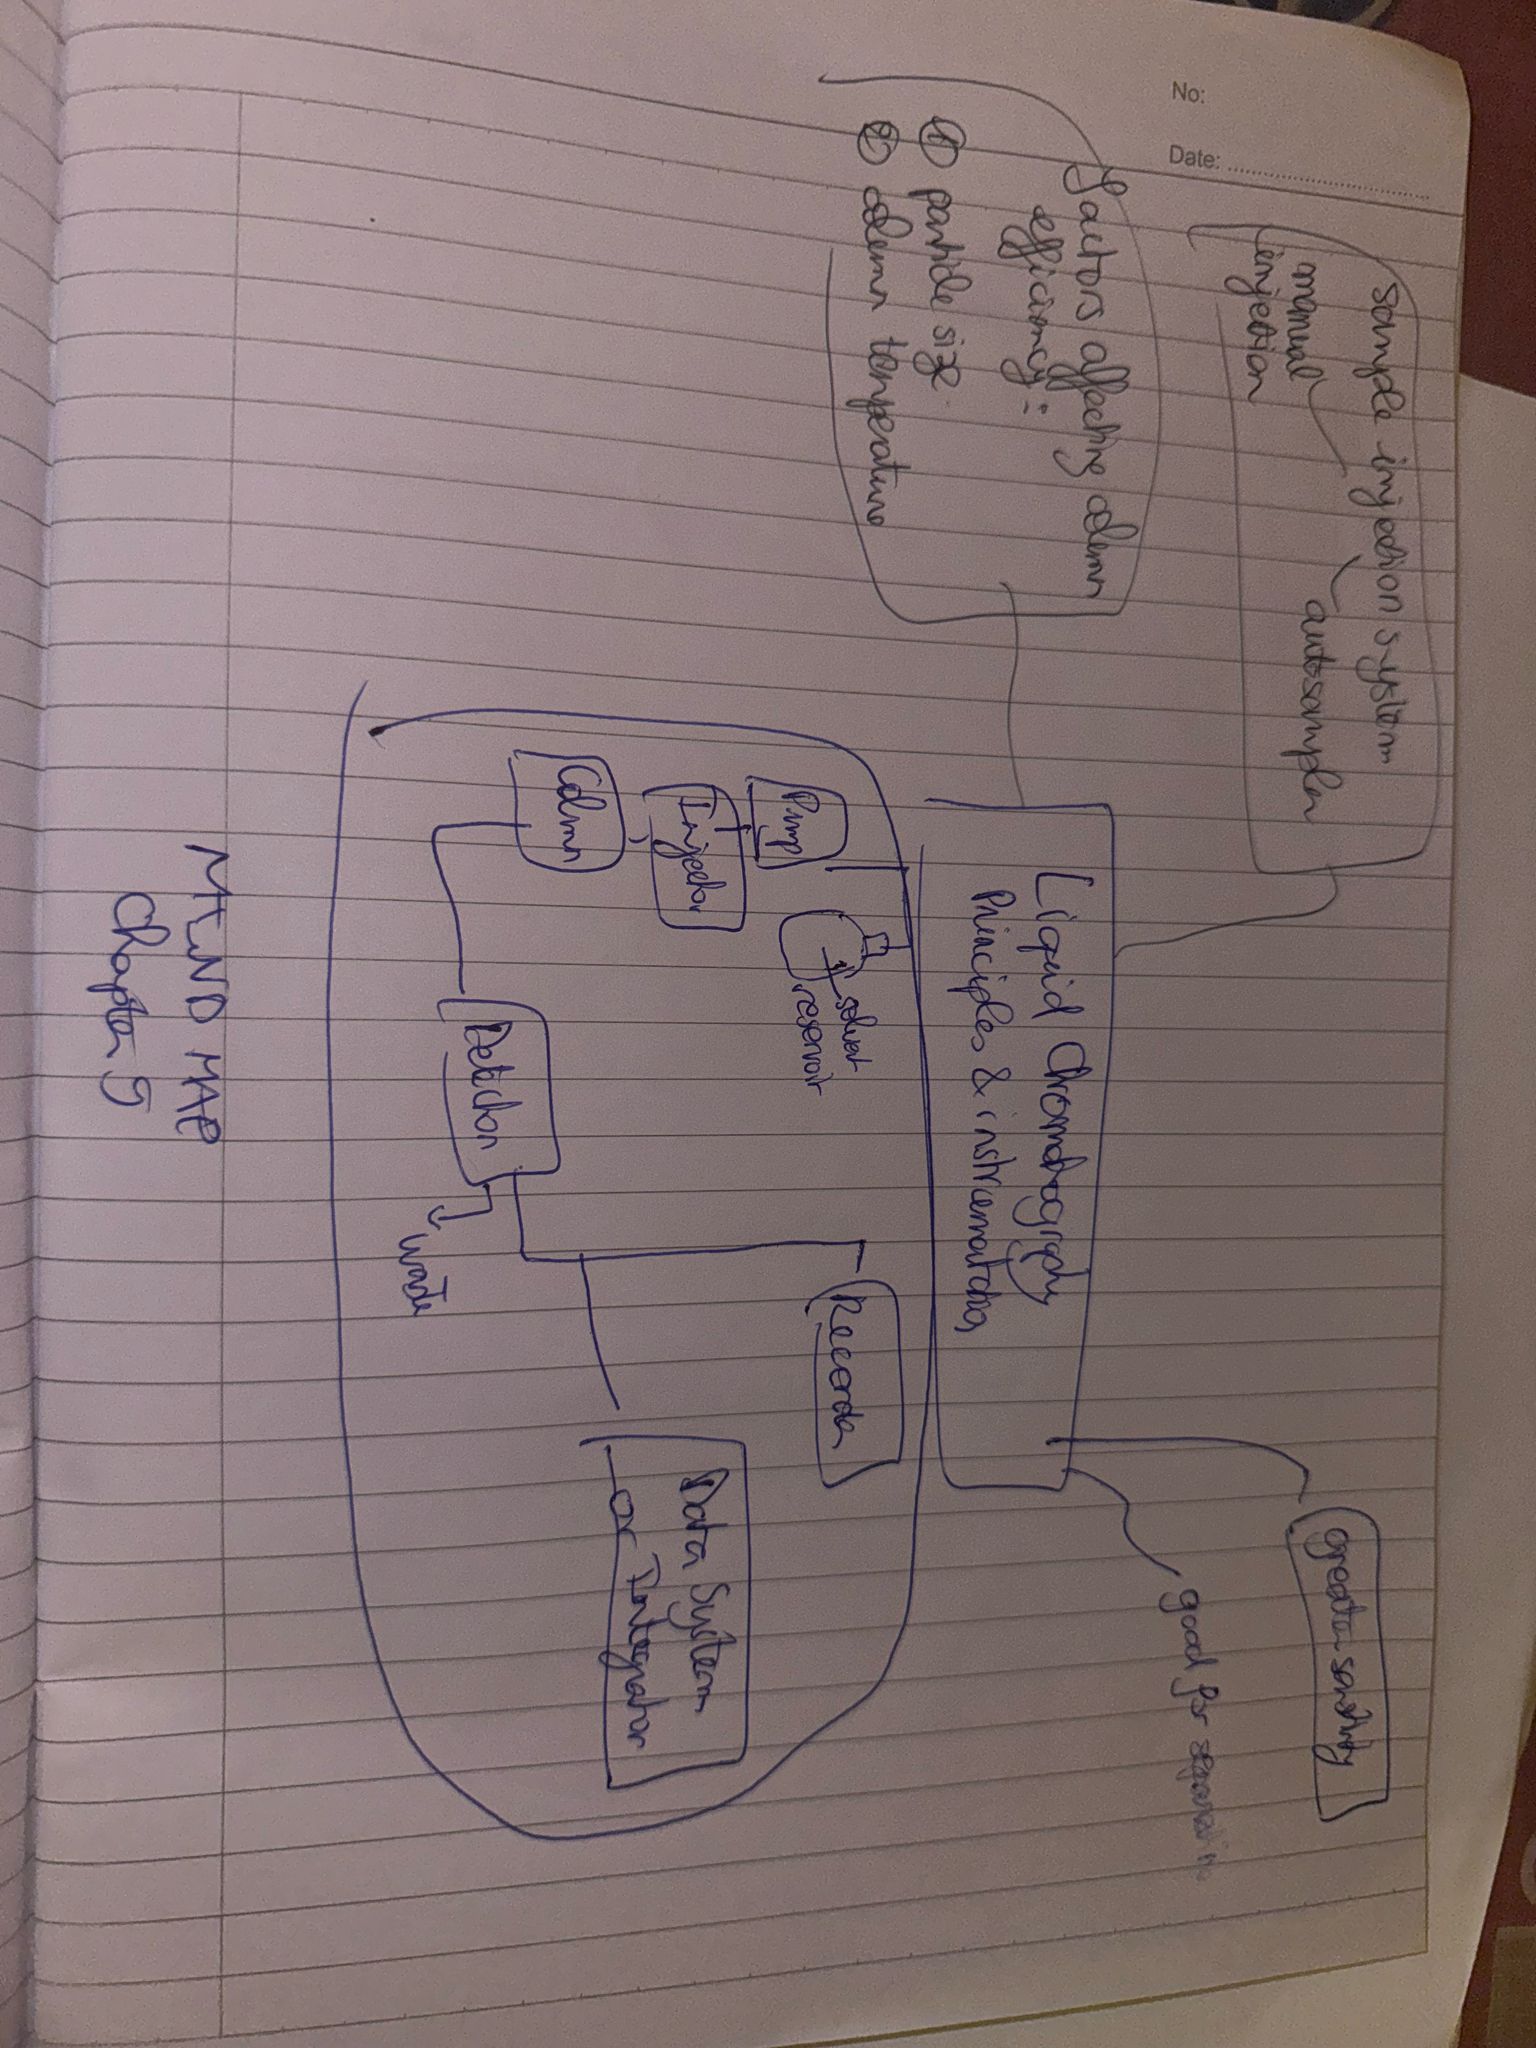 sample injection system
manual
injection
autosampler
greater sensitivity
good for separation
factors affecting column
efficiency:
① particle size
② column temperature
Liquid Chromatography
Principles & instrumentation
solvent
reservoir
Pump
Injector
Column
Detector
waste
Recorder
Data System
or Integrator
No:
Date:
MIND MAP
Chapter 9